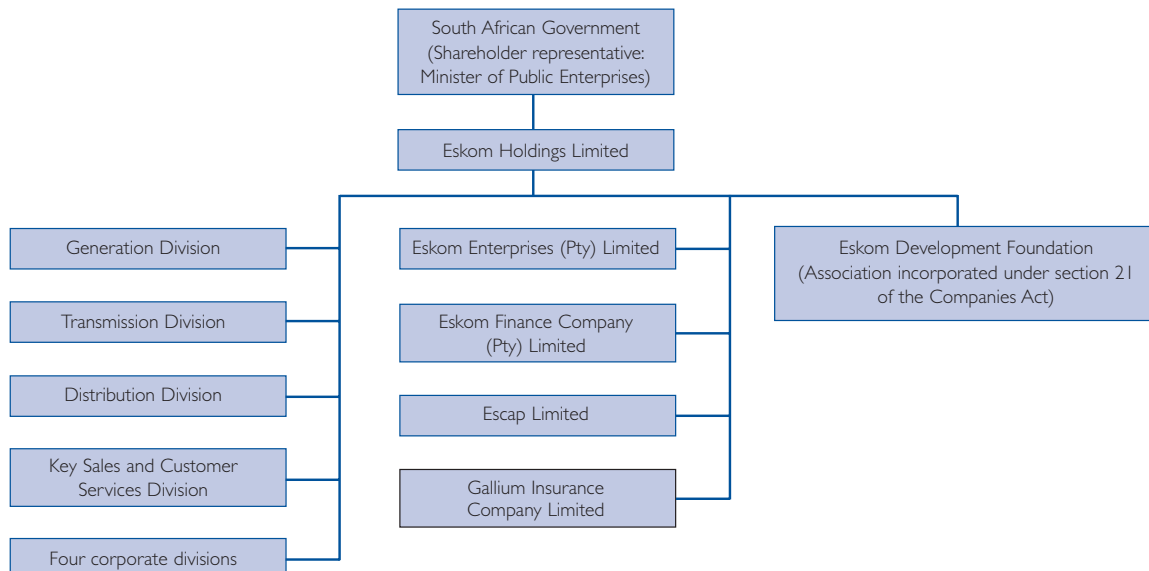 South African Government
(Shareholder representative:
Minister of Public Enterprises)
Eskom Holdings Limited
Generation Division
Transmission Division
Distribution Division
Key Sales and Customer
Services Division
Four corporate divisions
Eskom Enterprises (Pty) Limited
Eskom Finance Company
(Pty) Limited
Escap Limited
Gallium Insurance
Company Limited
Eskom Development Foundation
(Association incorporated under section 21
of the Companies Act)